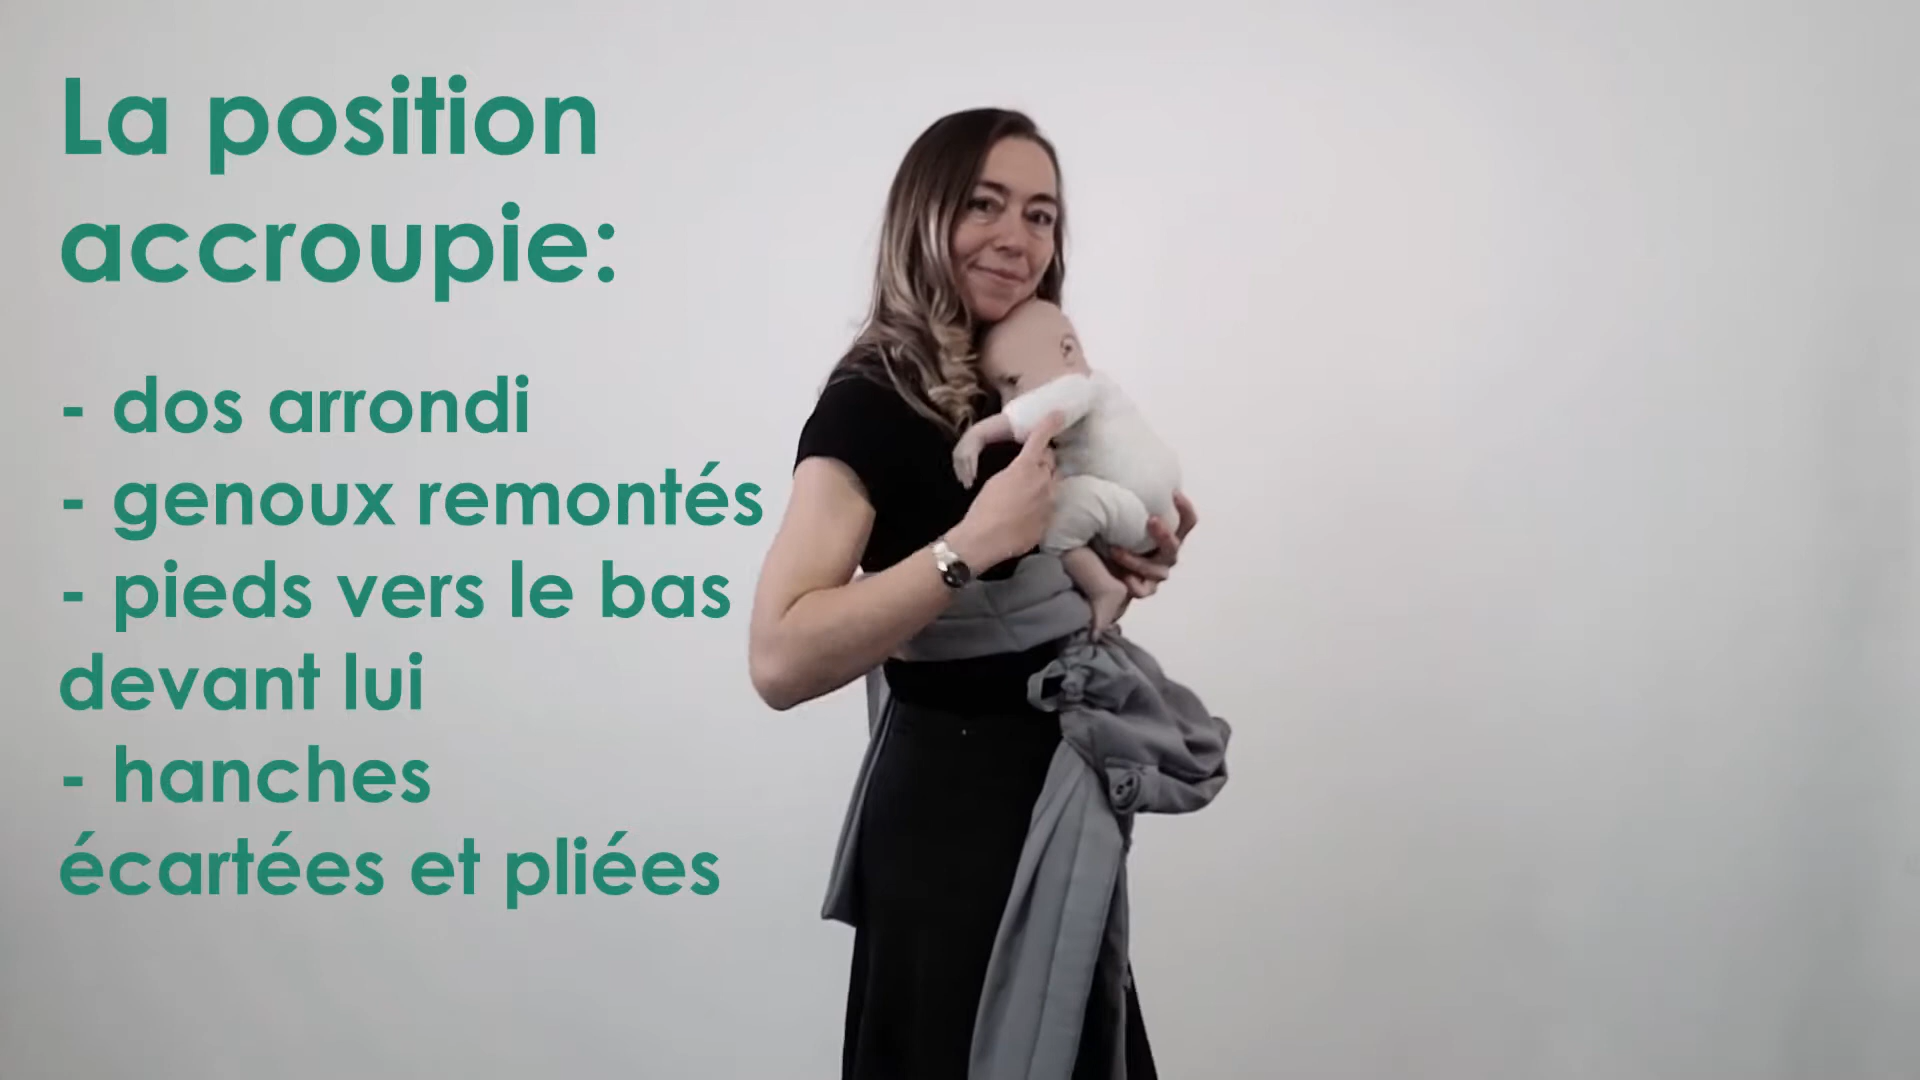 La position
accroupie:
- dos arrondi
- genoux remontés
- pieds vers le bas
devant lui
- hanches
écartées et pliées